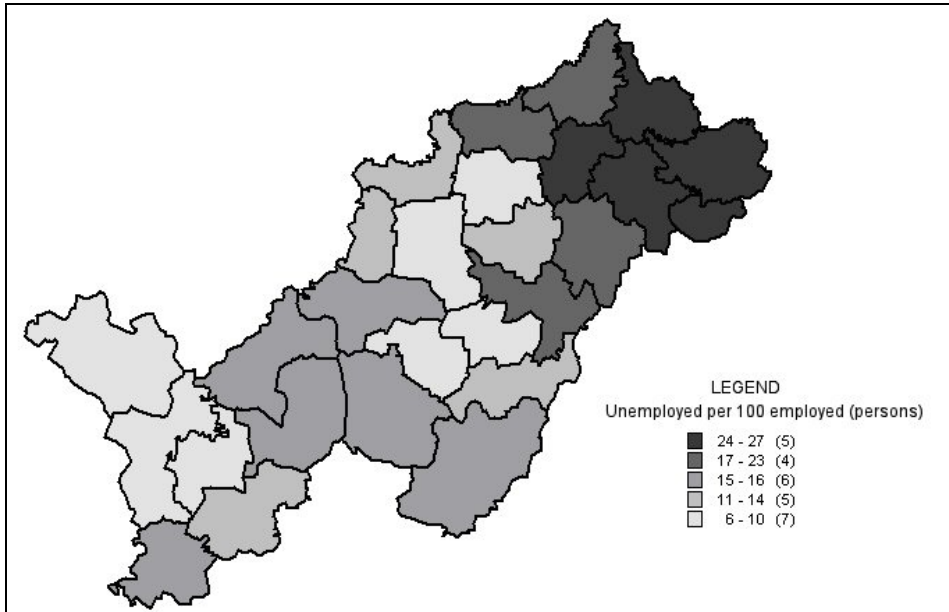 LEGEND
Unemployed per 100 employed (persons)
24 - 27 (5)
17 - 23 (4)
15 - 16 (6)
11 - 14 (5)
6 - 10 (7)